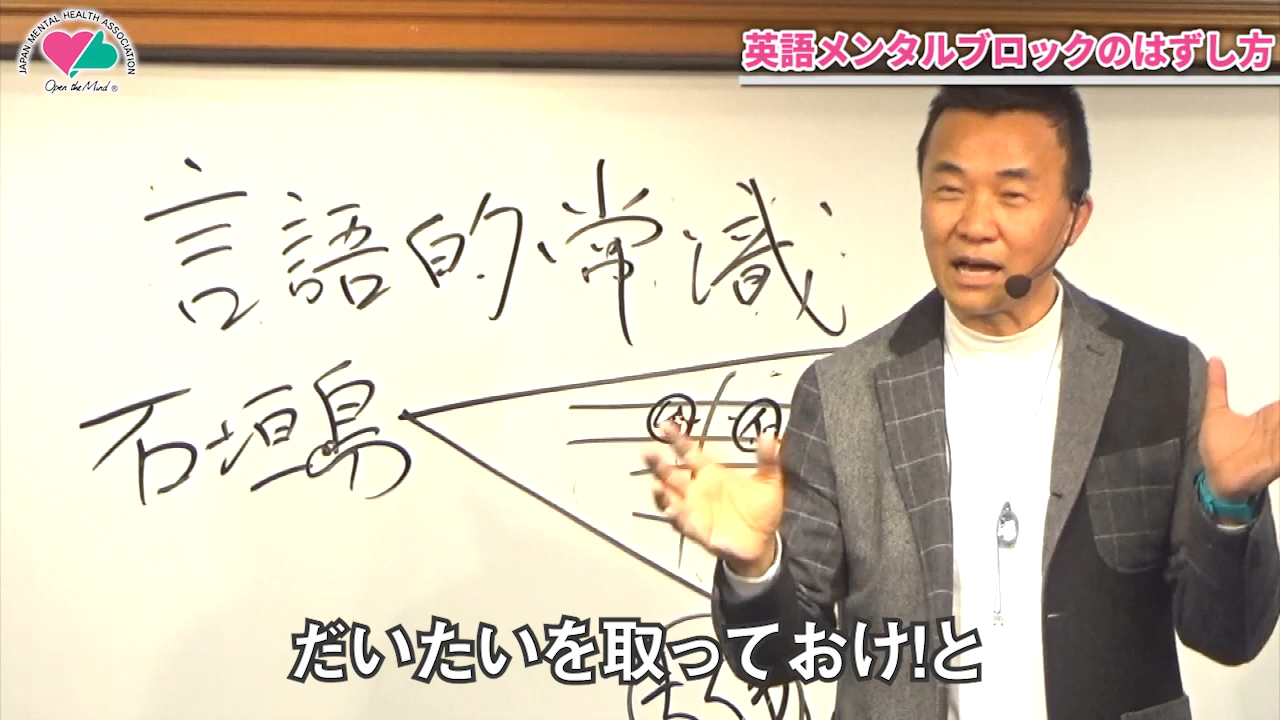 JAPAN MENTAL HEALTH ASSOCIATION
Open the Mind ®
英語メンタルブロックのはずし方
言語的常識
石垣島
だいたいを取っておけ!と